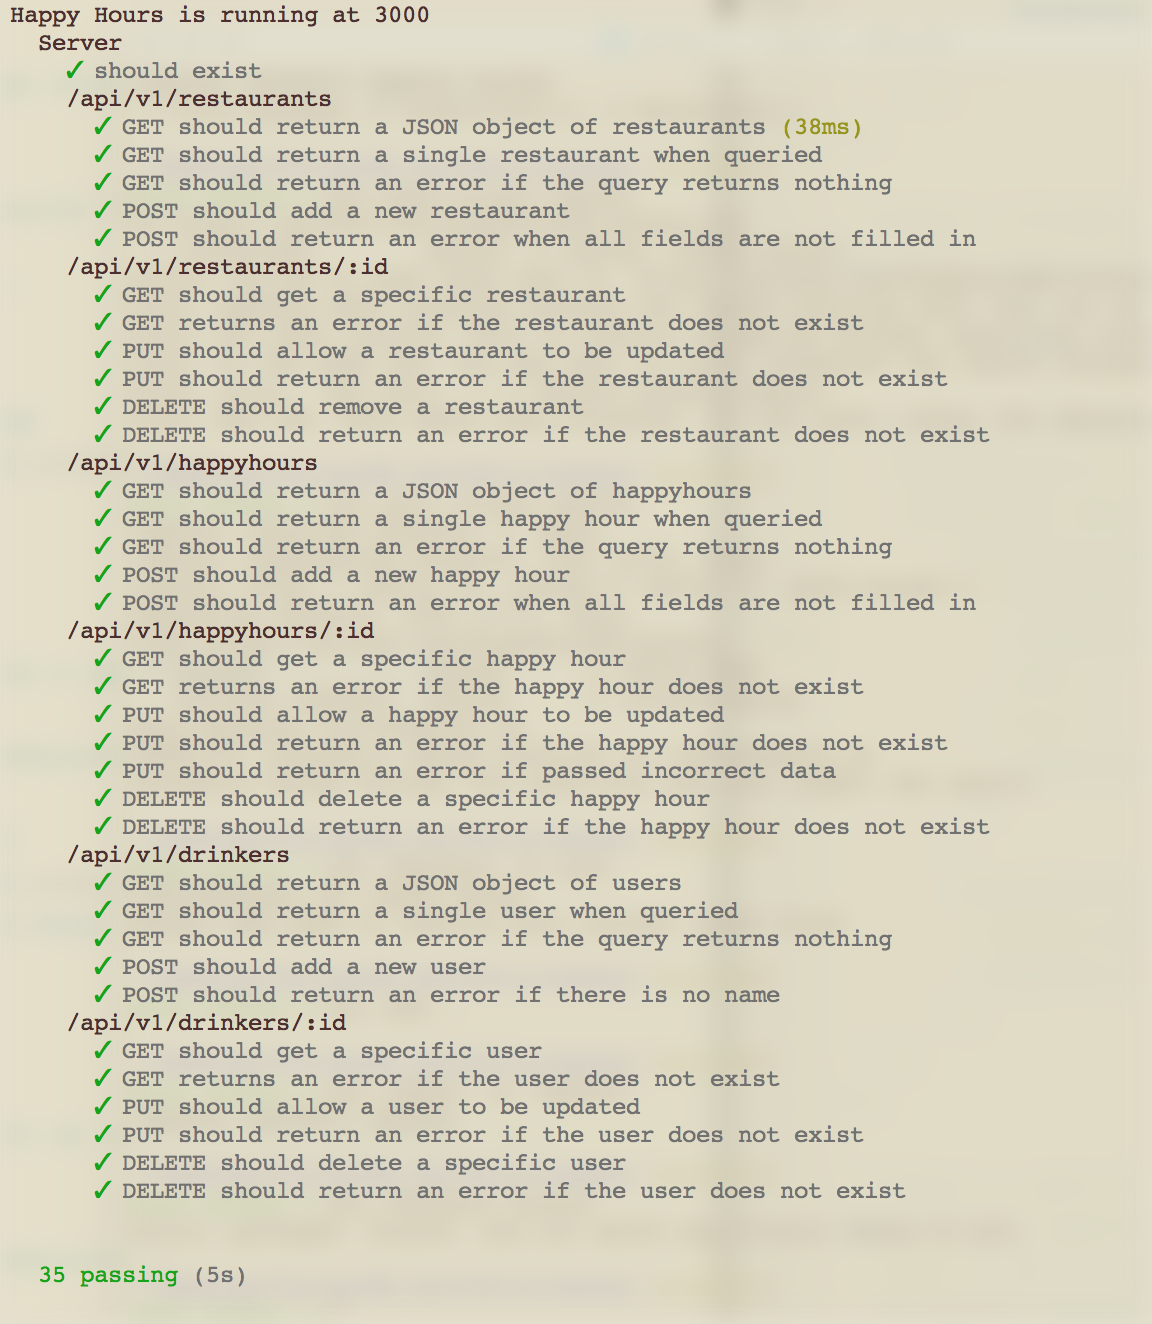 Happy Hours is running at 3000
Server
✓ should exist
/api/v1/restaurants
✓ GET should return a JSON object of restaurants (38ms)
✓ GET should return a single restaurant when queried
✓ GET should return an error if the query returns nothing
✓ POST should add a new restaurant
✓ POST should return an error when all fields are not filled in
/api/v1/restaurants/:id
✓ GET should get a specific restaurant
✓ GET returns an error if the restaurant does not exist
✓ PUT should allow a restaurant to be updated
✓ PUT should return an error if the restaurant does not exist
✓ DELETE should remove a restaurant
✓ DELETE should return an error if the restaurant does not exist
/api/v1/happyhours
✓ GET should return a JSON object of happyhours
✓ GET should return a single happy hour when queried
✓ GET should return an error if the query returns nothing
✓ POST should add a new happy hour
✓ POST should return an error when all fields are not filled in
/api/v1/happyhours/:id
✓ GET should get a specific happy hour
✓ GET returns an error if the happy hour does not exist
✓ PUT should allow a happy hour to be updated
✓ PUT should return an error if the happy hour does not exist
✓ PUT should return an error if passed incorrect data
✓ DELETE should delete a specific happy hour
✓ DELETE should return an error if the happy hour does not exist
/api/v1/drinkers
✓ GET should return a JSON object of users
✓ GET should return a single user when queried
✓ GET should return an error if the query returns nothing
✓ POST should add a new user
✓ POST should return an error if there is no name
/api/v1/drinkers/:id
✓ GET should get a specific user
✓ GET returns an error if the user does not exist
✓ PUT should allow a user to be updated
✓ PUT should return an error if the user does not exist
✓ DELETE should delete a specific user
✓ DELETE should return an error if the user does not exist
35 passing (5s)